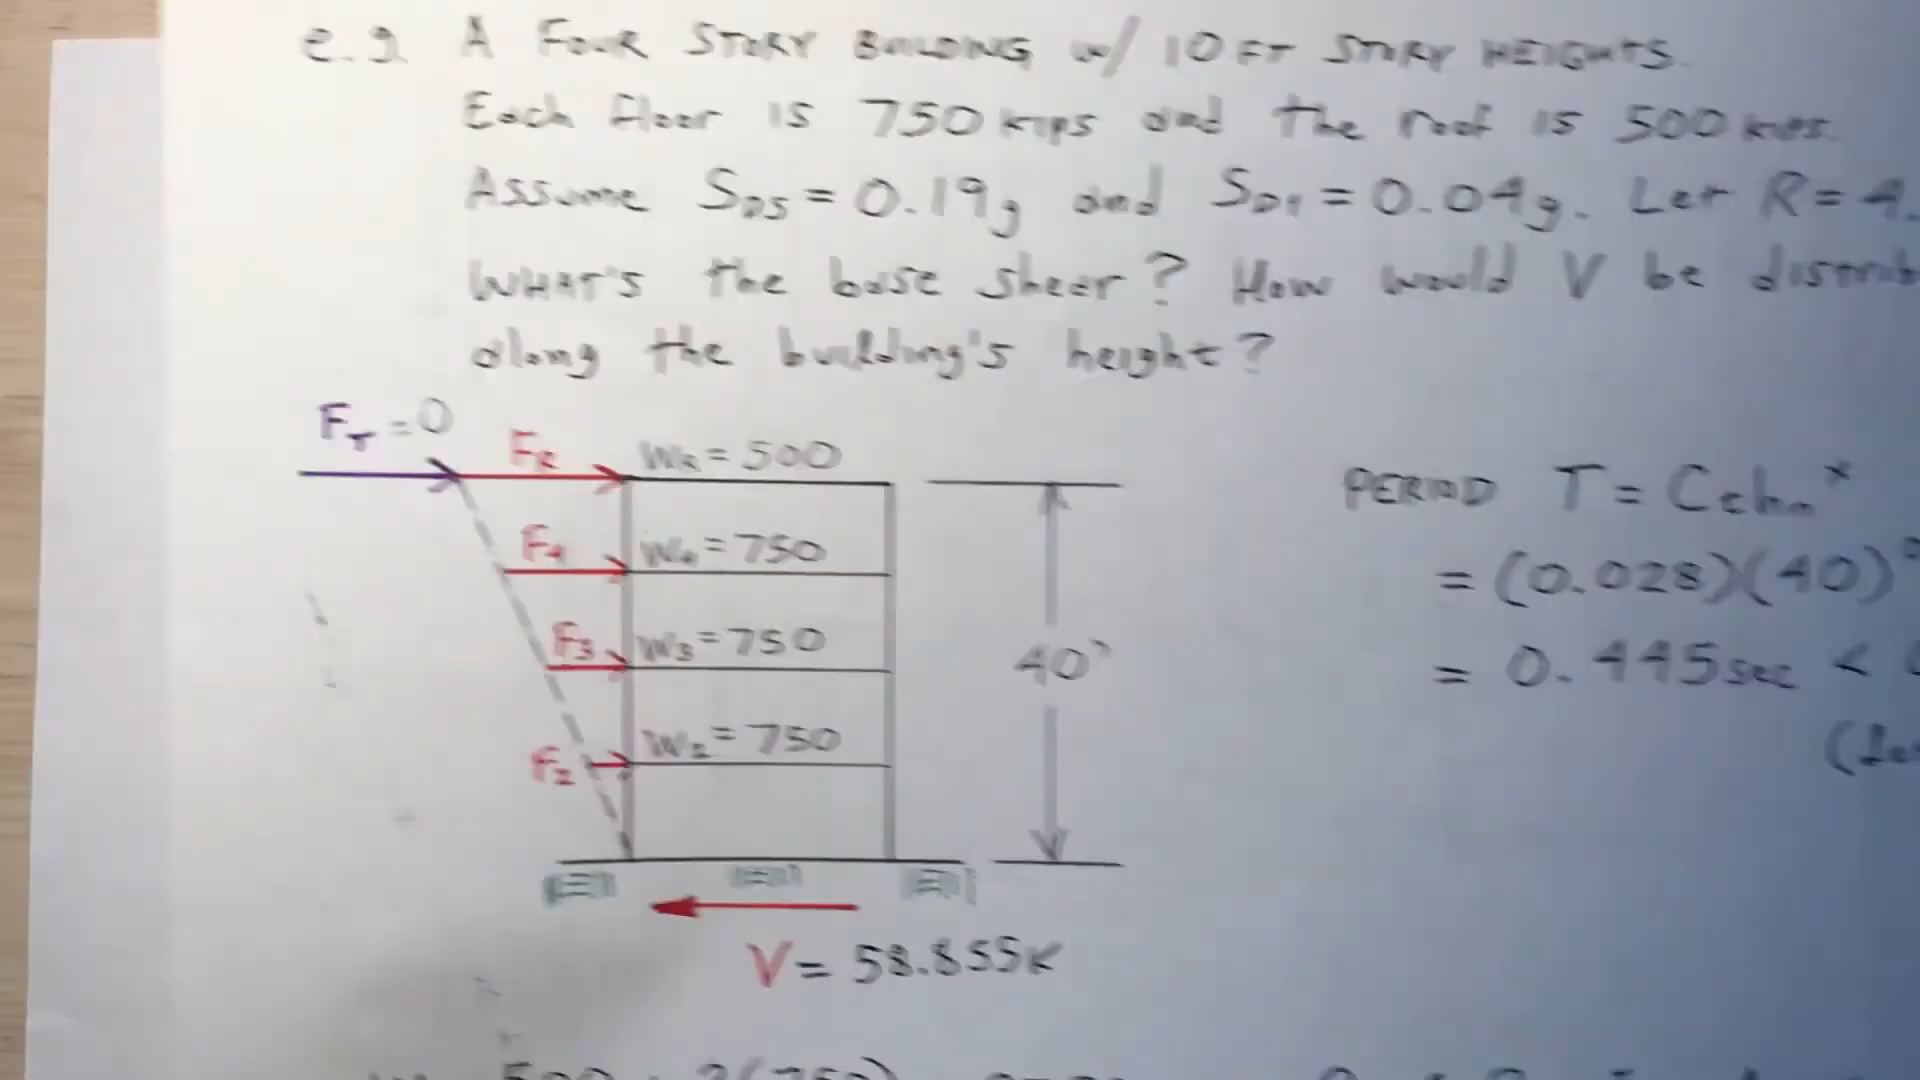 e.g. A Four STORY BUILDING w/ 10 FT STORY HEIGHTS.
Each floor is 750 kips and the roof is 500 kips.
Assume SDS = 0.19g and SD1 = 0.04g. Let R = 4.
WHAT'S the base shear? How would V be distrib
along the building's height?
FT = 0
FR
WR = 500
F4
W4 = 750
F3
W3 = 750
F2
W2 = 750
40'
V = 58.855K
PERIOD T = Cthn^x
= (0.028)(40)
= 0.445 sec <